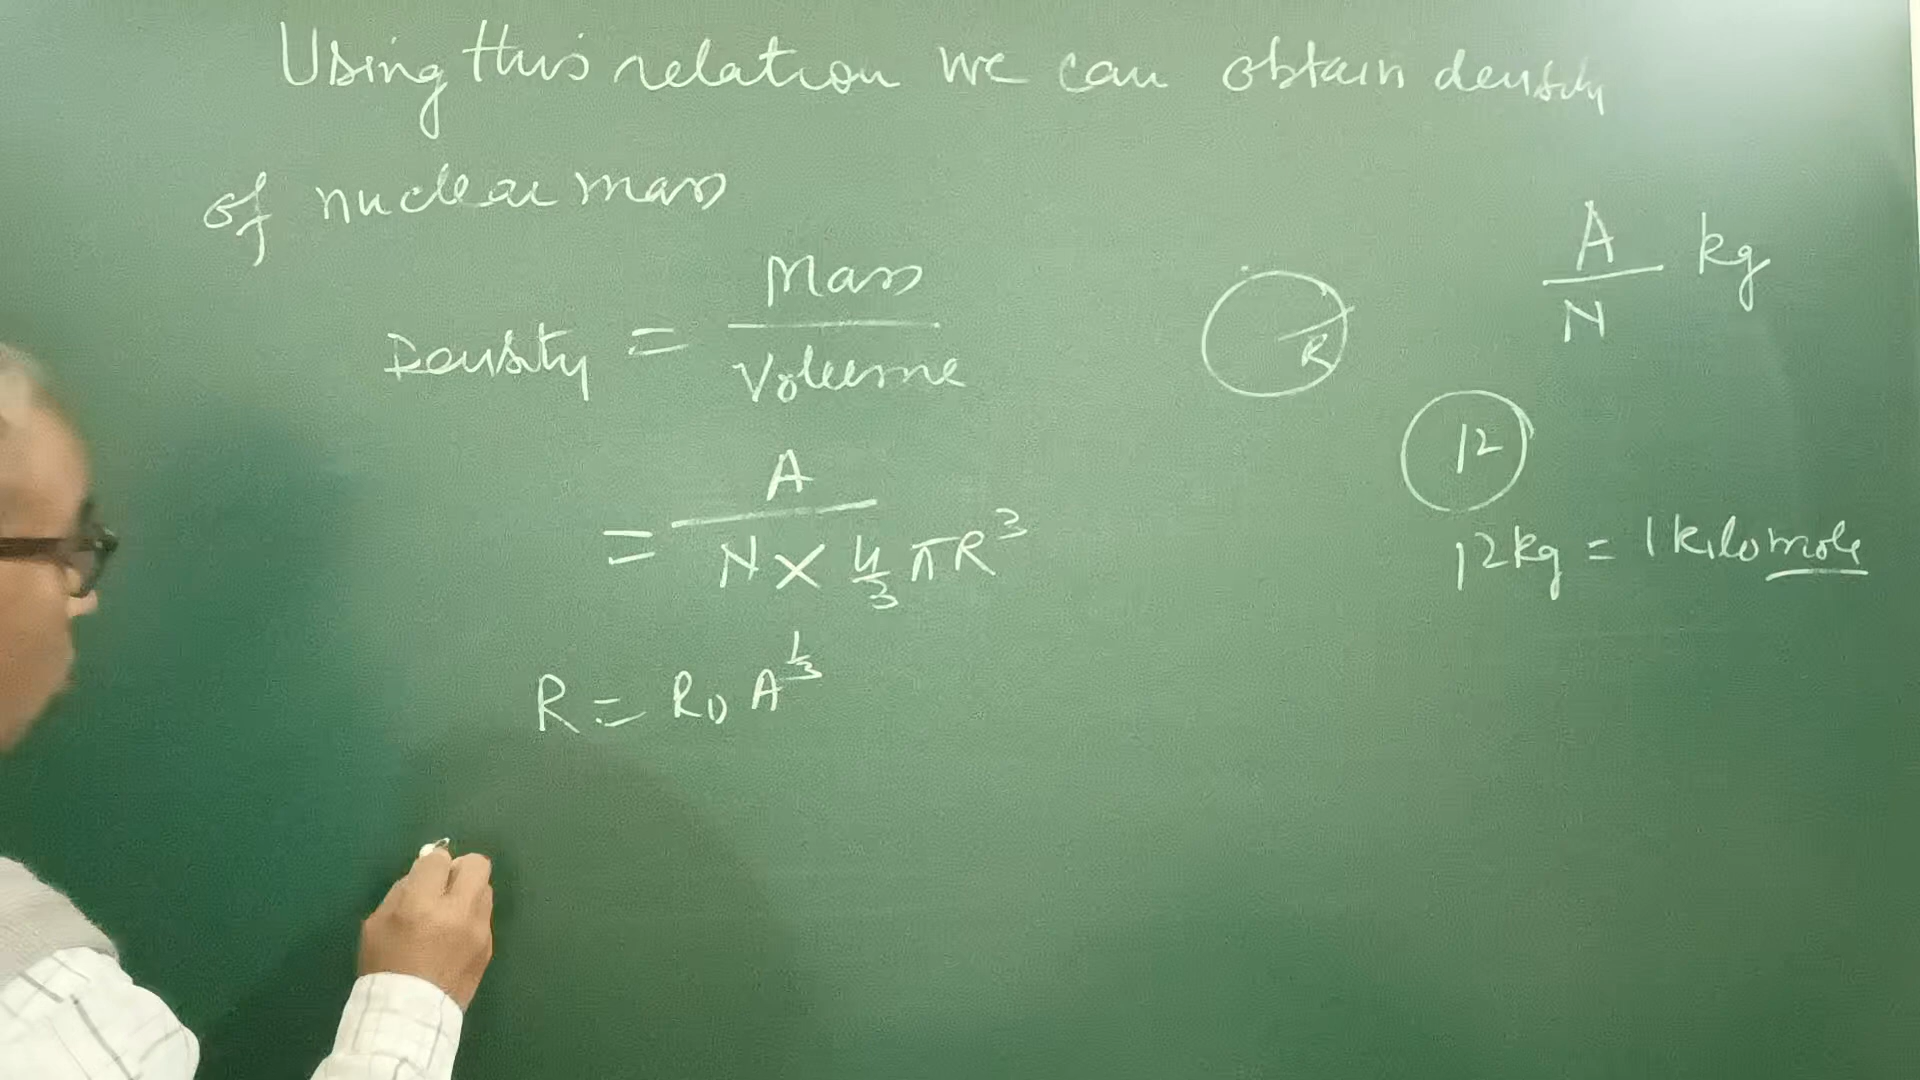 Using this relation we can obtain density
of nuclear mass
Density = Mass / Volume
= A / N × 4/3 πR³
R = R₀ A^1/3
R
A / N kg
12
12kg = 1 kilomole